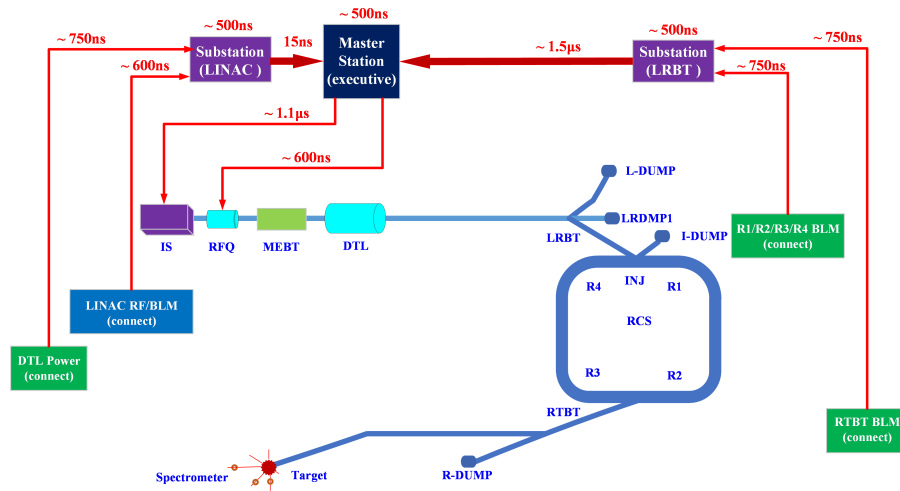 ~ 500ns
~ 500ns
~ 500ns
~ 750ns
~ 750ns
Substation
(LINAC )
15ns
Master
Station
(executive)
~ 1.5μs
Substation
(LRBT )
~ 600ns
~ 750ns
~ 1.1μs
~ 600ns
L-DUMP
LRDMP1
I-DUMP
R1/R2/R3/R4 BLM
(connect)
IS
RFQ
MEBT
DTL
LRBT
INJ
R4
R1
LINAC RF/BLM
(connect)
RCS
DTL Power
(connect)
R3
R2
RTBT
RTBT BLM
(connect)
Spectrometer
Target
R-DUMP